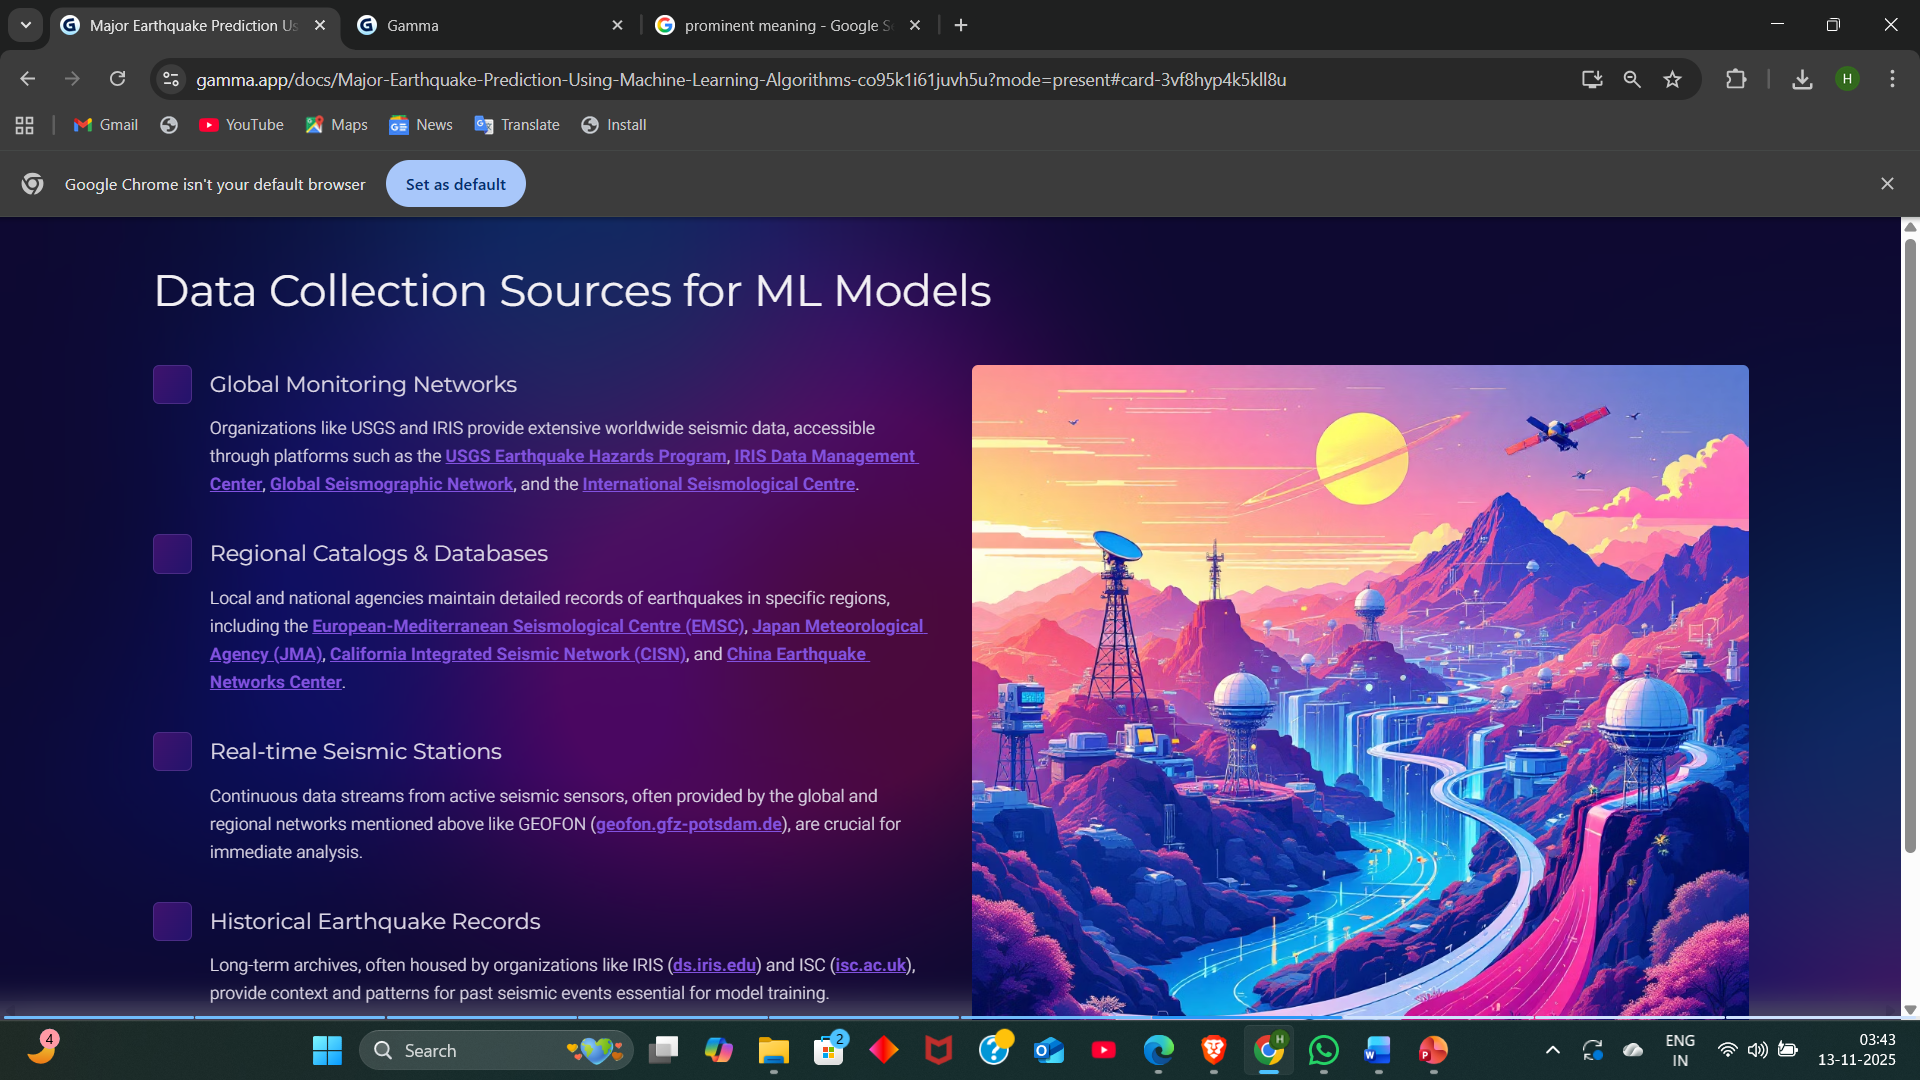 Major Earthquake Prediction Us
Gamma
prominent meaning - Google Se
gamma.app/docs/Major-Earthquake-Prediction-Using-Machine-Learning-Algorithms-co95k1i61juvh5u?mode=present#card-3vf8hyp4k5kll8u
H
Gmail
YouTube
Maps
News
Translate
Install
Google Chrome isn't your default browser
Set as default
Data Collection Sources for ML Models
Global Monitoring Networks
Organizations like USGS and IRIS provide extensive worldwide seismic data, accessible
through platforms such as the USGS Earthquake Hazards Program, IRIS Data Management
Center, Global Seismographic Network, and the International Seismological Centre.
Regional Catalogs & Databases
Local and national agencies maintain detailed records of earthquakes in specific regions,
including the European-Mediterranean Seismological Centre (EMSC), Japan Meteorological
Agency (JMA), California Integrated Seismic Network (CISN), and China Earthquake
Networks Center.
Real-time Seismic Stations
Continuous data streams from active seismic sensors, often provided by the global and
regional networks mentioned above like GEOFON (geofon.gfz-potsdam.de), are crucial for
immediate analysis.
Historical Earthquake Records
Long-term archives, often housed by organizations like IRIS (ds.iris.edu) and ISC (isc.ac.uk),
provide context and patterns for past seismic events essential for model training.
4
Search
2
H
ENG
IN
03:43
13-11-2025